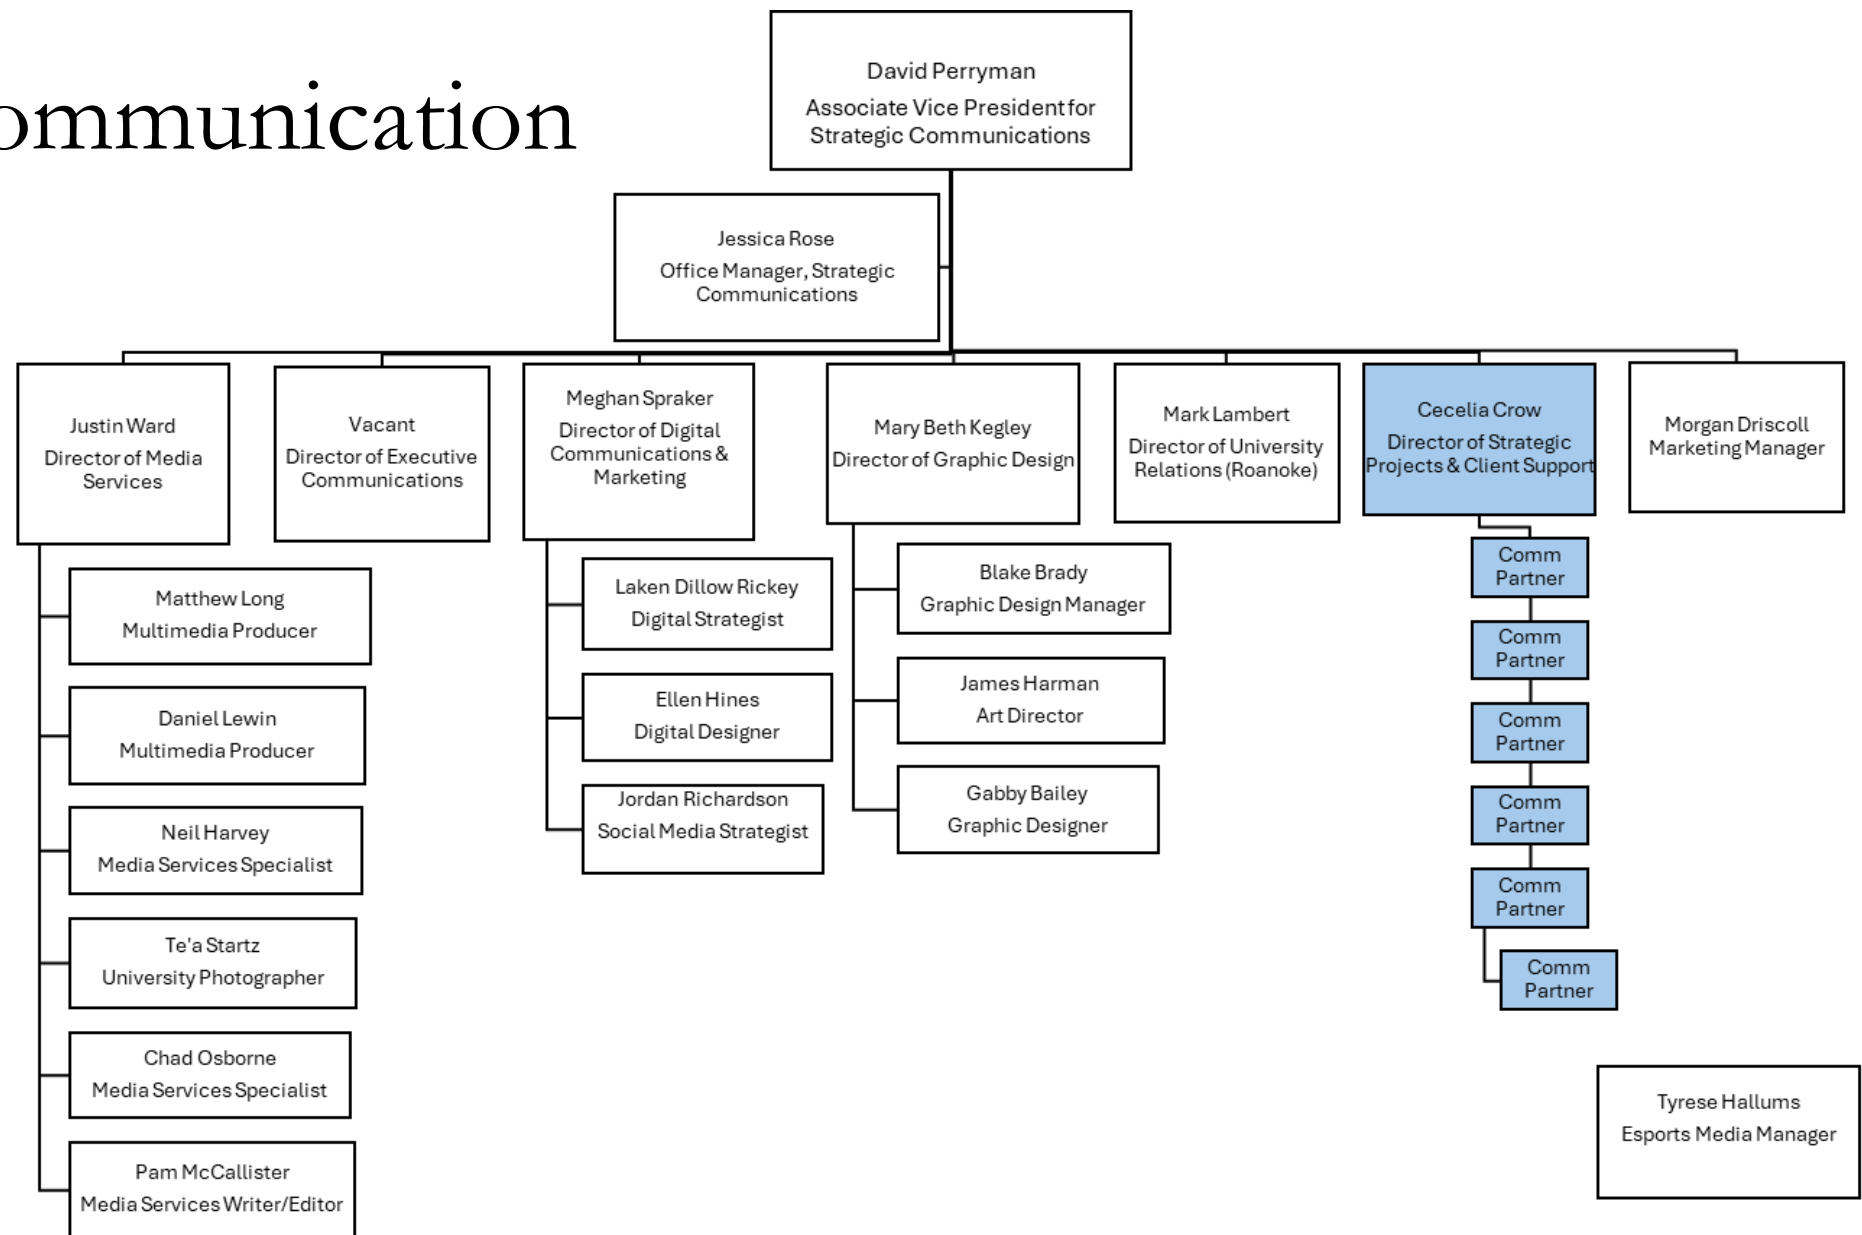 ommunication
David Perryman
Associate Vice President for
Strategic Communications
Jessica Rose
Office Manager, Strategic
Communications
Justin Ward
Director of Media
Services
Vacant
Director of Executive
Communications
Meghan Spraker
Director of Digital
Communications &
Marketing
Mary Beth Kegley
Director of Graphic Design
Mark Lambert
Director of University
Relations (Roanoke)
Cecelia Crow
Director of Strategic
Projects & Client Support
Morgan Driscoll
Marketing Manager
Matthew Long
Multimedia Producer
Daniel Lewin
Multimedia Producer
Neil Harvey
Media Services Specialist
Te'a Startz
University Photographer
Chad Osborne
Media Services Specialist
Pam McCallister
Media Services Writer/Editor
Laken Dillow Rickey
Digital Strategist
Ellen Hines
Digital Designer
Jordan Richardson
Social Media Strategist
Blake Brady
Graphic Design Manager
James Harman
Art Director
Gabby Bailey
Graphic Designer
Comm
Partner
Comm
Partner
Comm
Partner
Comm
Partner
Comm
Partner
Comm
Partner
Tyrese Hallums
Esports Media Manager